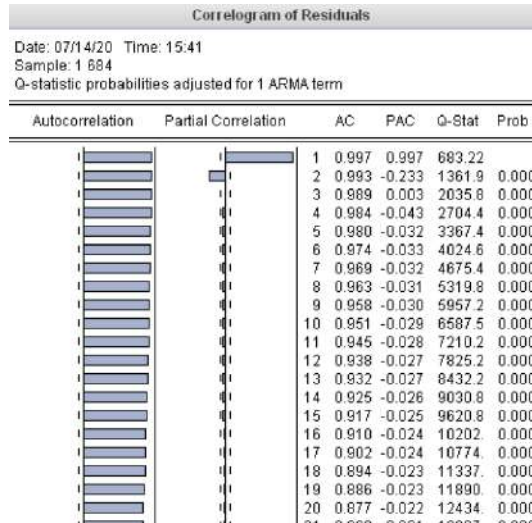 Correlogram of Residuals
Date: 07/14/20 Time: 15:41
Sample: 1 684
Q-statistic probabilities adjusted for 1 ARMA term
Autocorrelation Partial Correlation AC PAC Q-Stat Prob
1 0.997 0.997 683.22
2 0.993 -0.233 1361.9 0.000
3 0.989 0.003 2035.8 0.000
4 0.984 -0.043 2704.4 0.000
5 0.980 -0.032 3367.4 0.000
6 0.974 -0.033 4024.6 0.000
7 0.969 -0.032 4675.4 0.000
8 0.963 -0.031 5319.8 0.000
9 0.958 -0.030 5957.2 0.000
10 0.951 -0.029 6587.5 0.000
11 0.945 -0.028 7210.2 0.000
12 0.938 -0.027 7825.2 0.000
13 0.932 -0.027 8432.2 0.000
14 0.925 -0.026 9030.8 0.000
15 0.917 -0.025 9620.8 0.000
16 0.910 -0.024 10202. 0.000
17 0.902 -0.024 10774. 0.000
18 0.894 -0.023 11337. 0.000
19 0.886 -0.023 11890. 0.000
20 0.877 -0.022 12434. 0.000